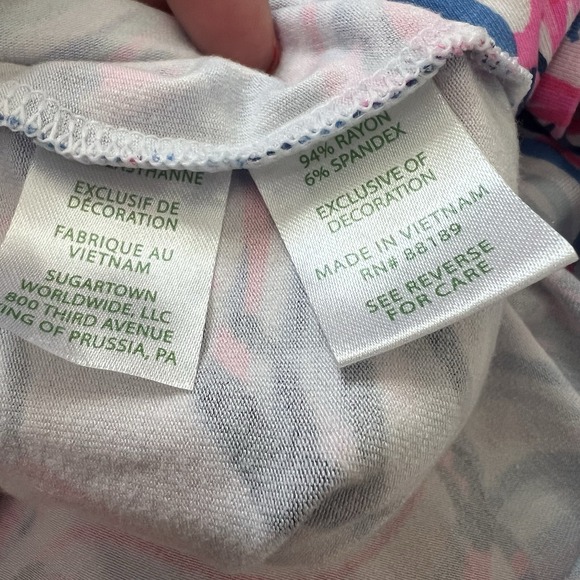 EXCLUSIF DE
DÉCORATION
FABRIQUE AU
VIETNAM
SUGARTOWN
WORLDWIDE, LLC
800 THIRD AVENUE
ING OF PRUSSIA, PA
94% RAYON
6% SPANDEX
EXCLUSIVE OF
DECORATION
MADE IN VIETNAM
RN# 88189
SEE REVERSE
FOR CARE